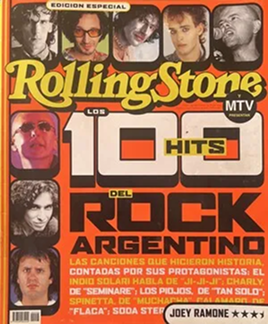 EDICION ESPECIAL
Rolling Stone
Y
MTV
PRESENTAN
LOS
100
HITS
DEL
ROCK
ARGENTINO
LAS CANCIONES QUE HICIERON HISTORIA,
CONTADAS POR SUS PROTAGONISTAS: EL
INDIO SOLARI HABLA DE "JI-JI-JI"; CHARLY,
DE "SEMINARE"; LOS PIOJOS, DE "TAN SOLO";
SPINETTA, DE "MUCHACHA"; CALAMARO, DE
"FLACA"; SODA STER
JOEY RAMONE ★★★★